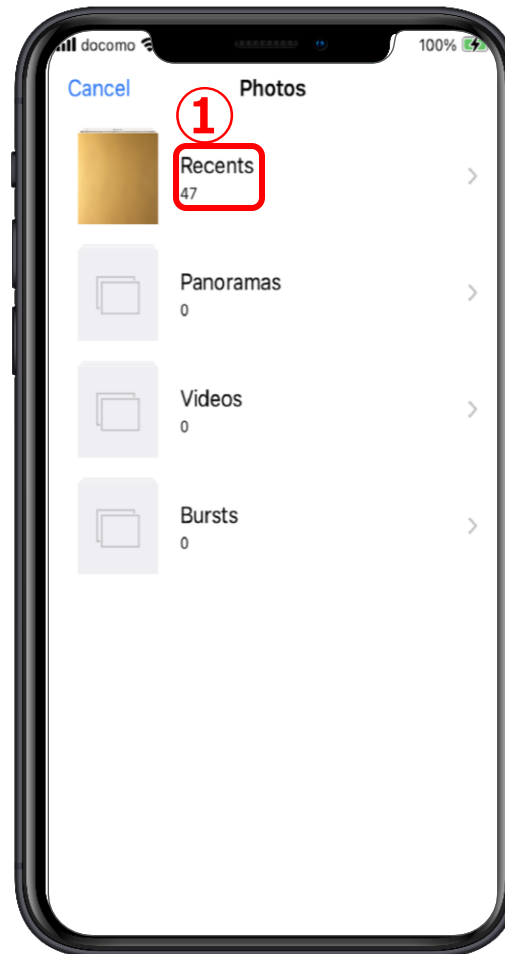 docomo 100%
Cancel Photos
①
Recents
47
Panoramas
0
Videos
0
Bursts
0